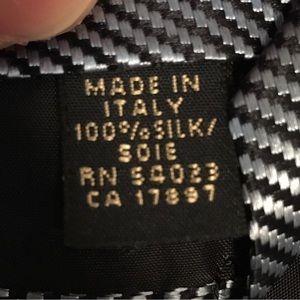 MADE IN
ITALY
100% SILK/
SOIE
RN 54023
CA 17897